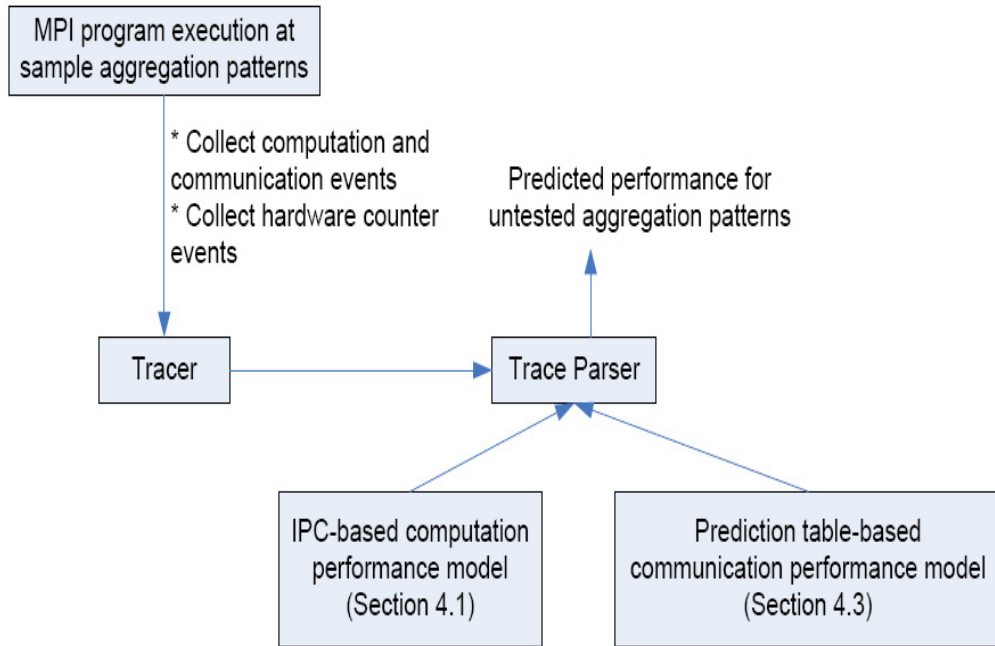 MPI program execution at
sample aggregation patterns
* Collect computation and
communication events
* Collect hardware counter
events
Predicted performance for
untested aggregation patterns
Tracer
Trace Parser
IPC-based computation
performance model
(Section 4.1)
Prediction table-based
communication performance model
(Section 4.3)